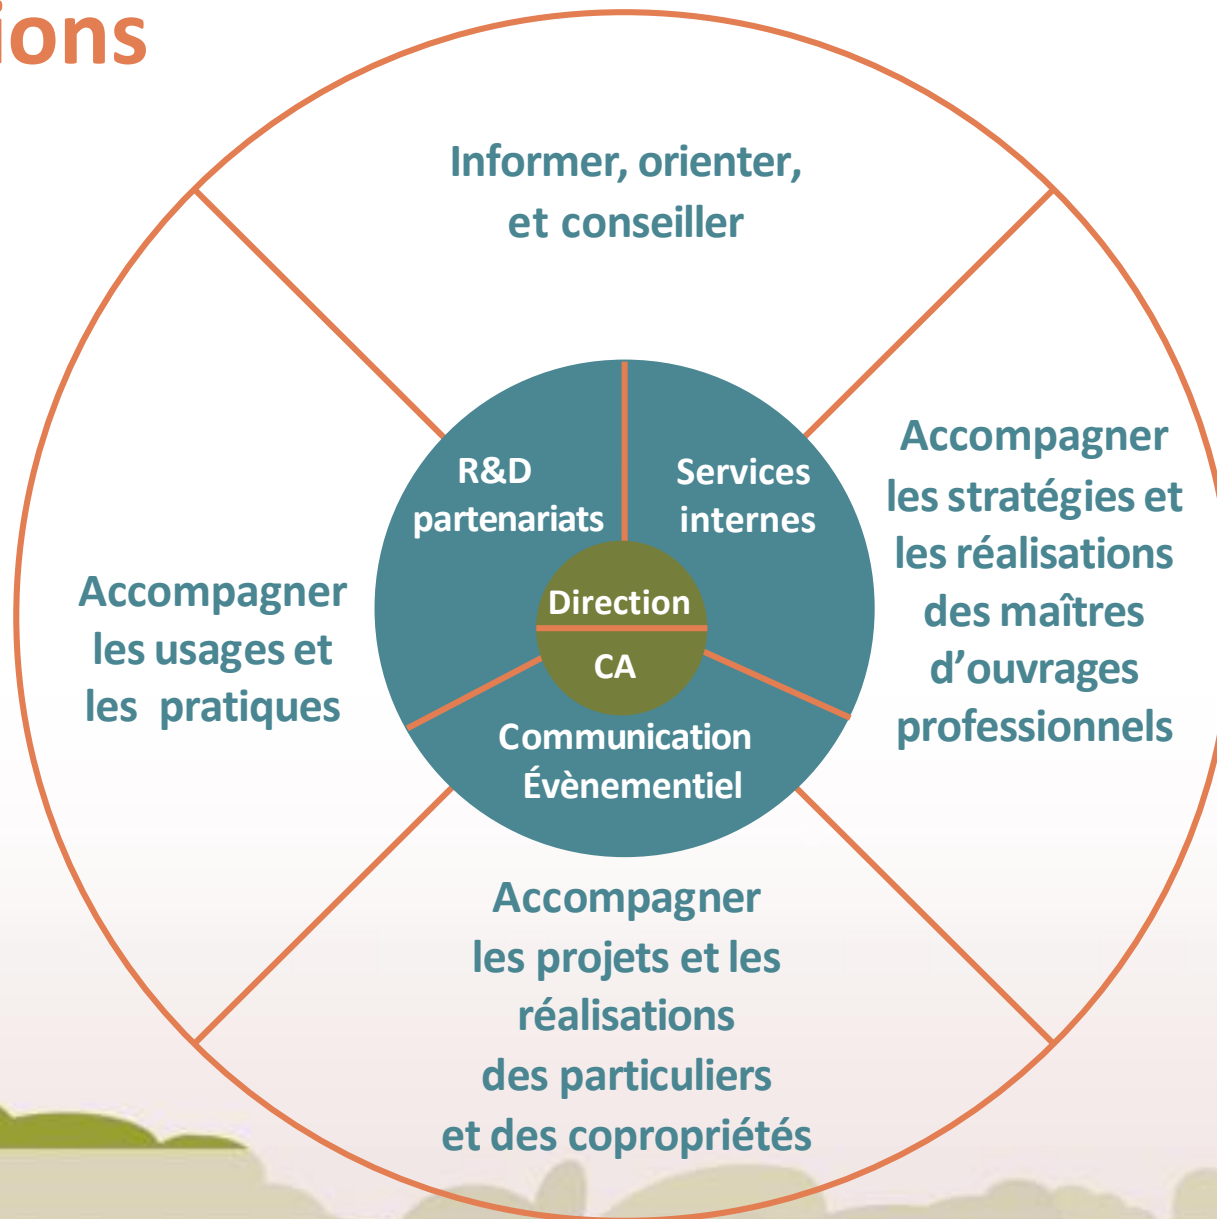 ions
Informer, orienter,
et conseiller
R&D
partenariats
Services
internes
Accompagner
les stratégies et
les réalisations
des maîtres
d’ouvrages
professionnels
Accompagner
les usages et
les pratiques
Direction
CA
Communication
Évènementiel
Accompagner
les projets et les
réalisations
des particuliers
et des copropriétés